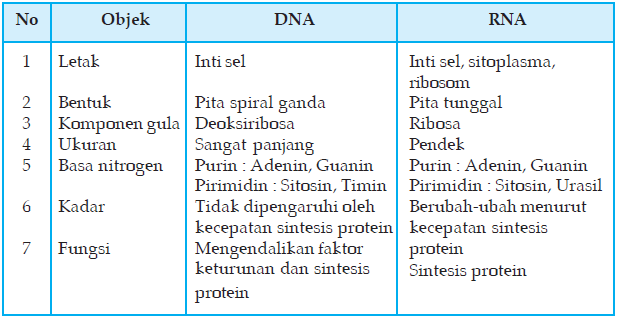 No Objek DNA RNA
1 Letak Inti sel Inti sel, sitoplasma,
ribosom
2 Bentuk Pita spiral ganda Pita tunggal
3 Komponen gula Deoksiribosa Ribosa
4 Ukuran Sangat panjang Pendek
5 Basa nitrogen Purin : Adenin, Guanin Purin : Adenin, Guanin
Pirimidin : Sitosin, Timin Pirimidin : Sitosin, Urasil
6 Kadar Tidak dipengaruhi oleh Berubah-ubah menurut
kecepatan sintesis protein kecepatan sintesis
7 Fungsi Mengendalikan faktor protein
keturunan dan sintesis Sintesis protein
protein